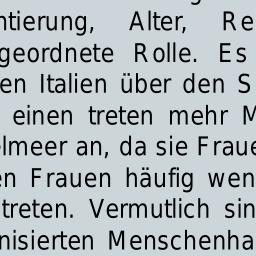 ntierung, Alter, Re
geordnete Rolle. Es
en Italien über den S
einen treten mehr M
elmeer an, da sie Fraue
en Frauen häufig wen
treten. Vermutlich sin
nisierten Menschenha